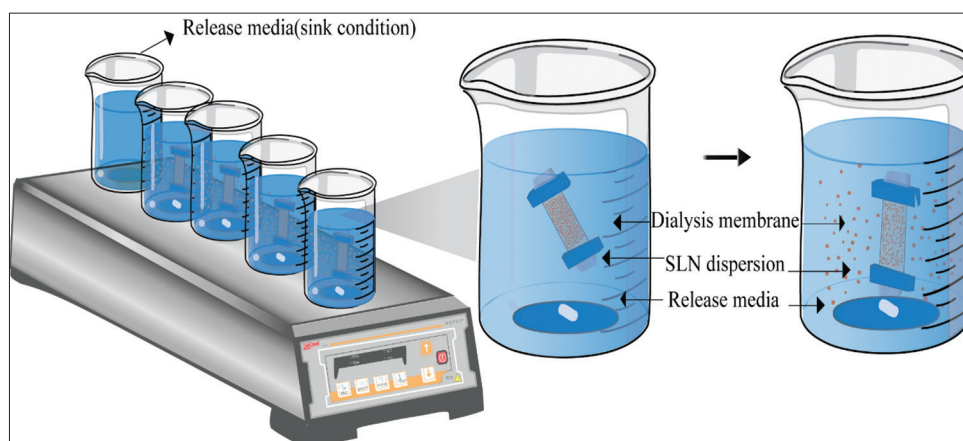 Release media(sink condition)
Dialysis membrane
SLN dispersion
Release media